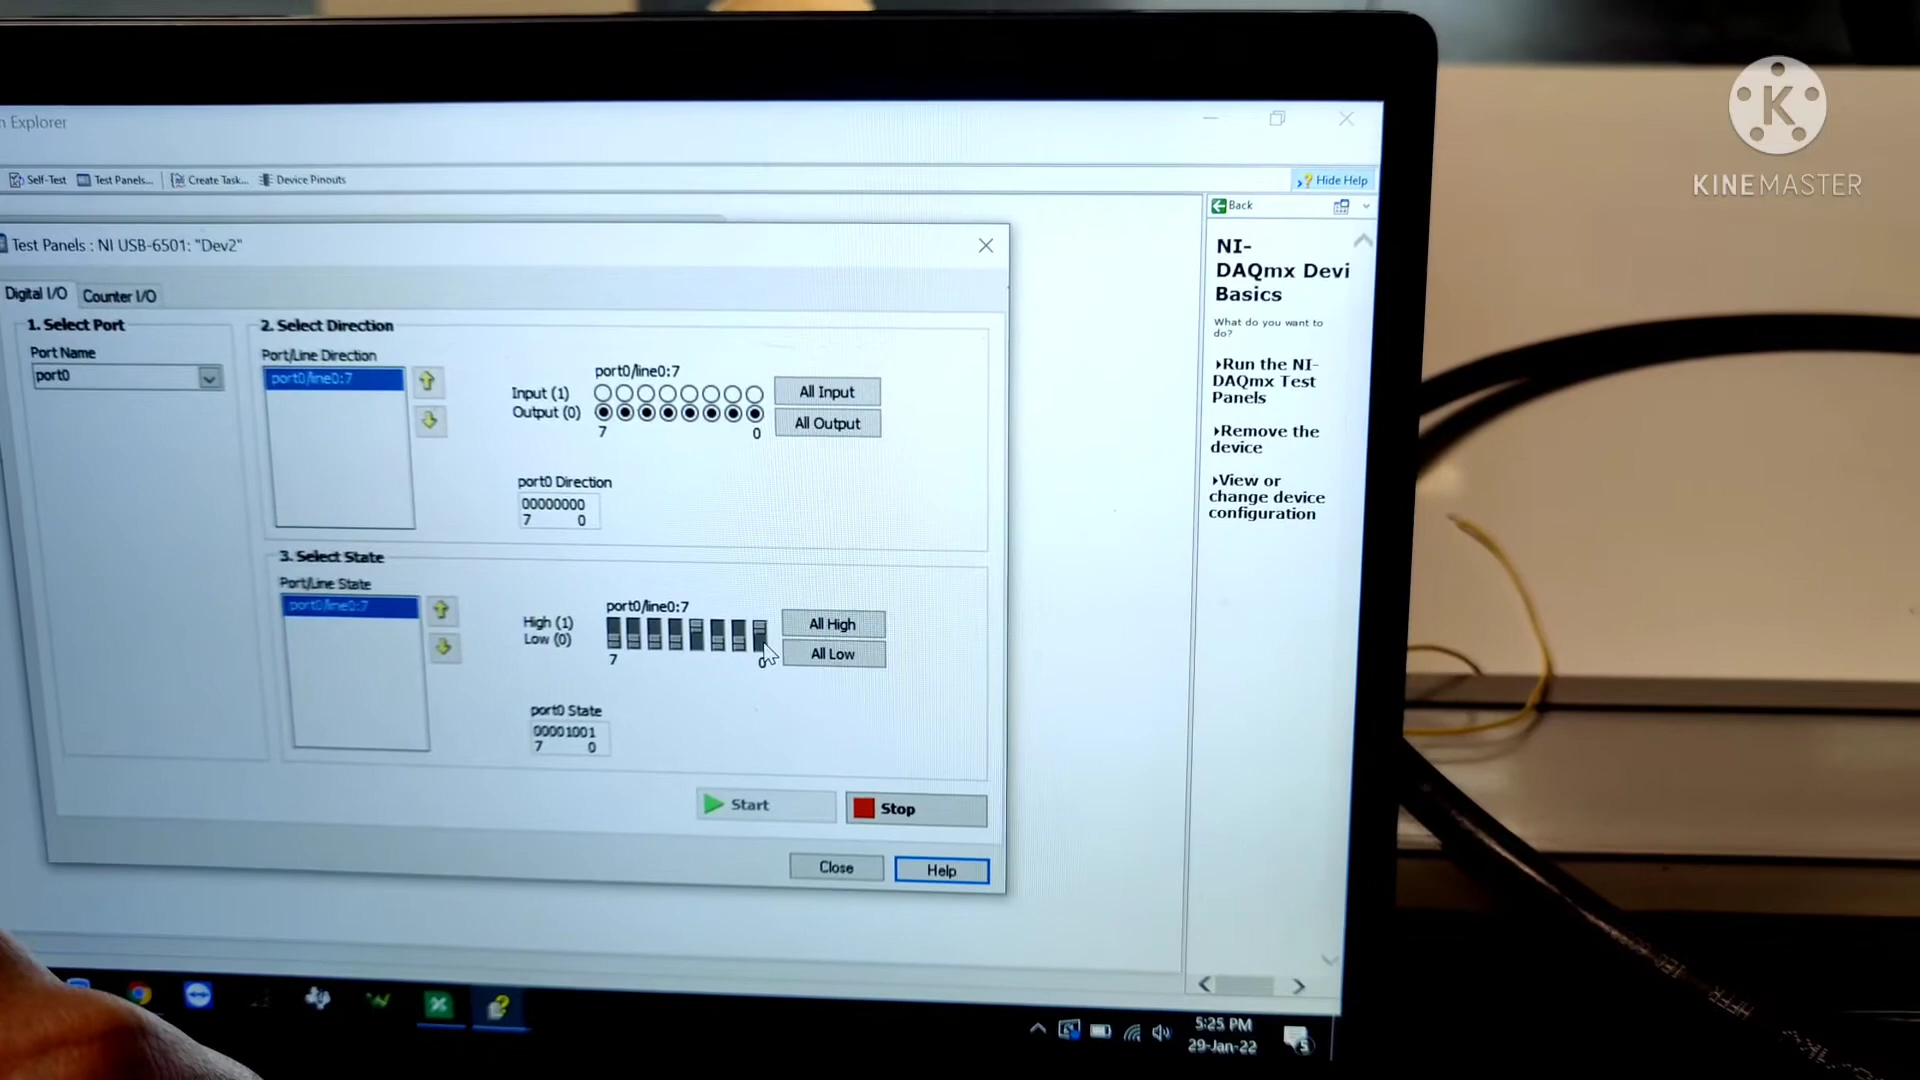 n Explorer
Self-Test Test Panels... Create Task... Device Pinouts
Hide Help
Back
Test Panels : NI USB-6501: "Dev2"
Digital I/O Counter I/O
1. Select Port
Port Name
port0
2. Select Direction
Port/Line Direction
port0/line0:7
port0/line0:7
Input (1)
Output (0)
7 0
All Input
All Output
port0 Direction
00000000
7 0
3. Select State
Port/Line State
port0/line0:7
port0/line0:7
High (1)
Low (0)
7 0
All High
All Low
port0 State
00001001
7 0
Start Stop
Close Help
NI-
DAQmx Devi
Basics
What do you want to
do?
Run the NI-
DAQmx Test
Panels
Remove the
device
View or
change device
configuration
5:25 PM
29-Jan-22
5
K
KINEMASTER
HFFR